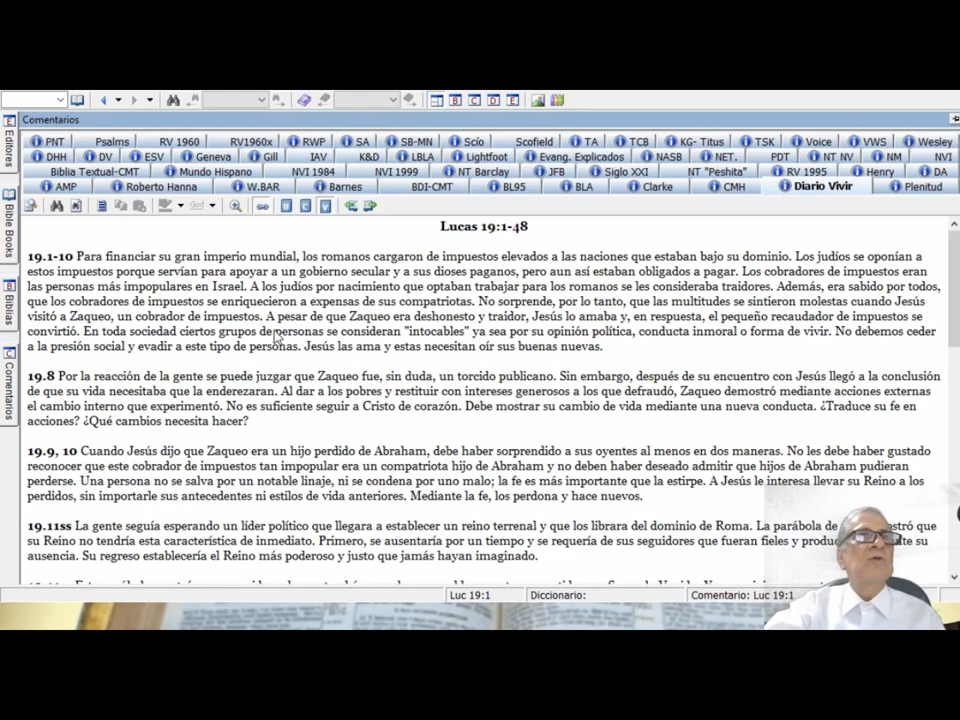 Comentarios
PNT Psalms RV 1960 RV1960x RWP SA SB-MN Scío Scofield TA TCB KG- Titus TSK Voice VWS Wesley
DHH DV ESV Geneva Gill IAV K&D LBLA Lightfoot Evang. Explicados NASB NET. PDT NT NV NM NVI
Biblia Textual-CMT Mundo Hispano NVI 1984 NVI 1999 NT Barclay JFB Siglo XXI NT "Peshita" RV 1995 Henry DA
AMP Roberto Hanna W.BAR Barnes BDI-CMT BL95 BLA Clarke CMH Diario Vivir Plenitud
Editores
Bible Books
Biblias
Comentarios
Lucas 19:1-48
19.1-10 Para financiar su gran imperio mundial, los romanos cargaron de impuestos elevados a las naciones que estaban bajo su dominio. Los judíos se oponían a
estos impuestos porque servían para apoyar a un gobierno secular y a sus dioses paganos, pero aun así estaban obligados a pagar. Los cobradores de impuestos eran
las personas más impopulares en Israel. A los judíos por nacimiento que optaban trabajar para los romanos se les consideraba traidores. Además, era sabido por todos,
que los cobradores de impuestos se enriquecieron a expensas de sus compatriotas. No sorprende, por lo tanto, que las multitudes se sintieron molestas cuando Jesús
visitó a Zaqueo, un cobrador de impuestos. A pesar de que Zaqueo era deshonesto y traidor, Jesús lo amaba y, en respuesta, el pequeño recaudador de impuestos se
convirtió. En toda sociedad ciertos grupos de personas se consideran "intocables" ya sea por su opinión política, conducta inmoral o forma de vivir. No debemos ceder
a la presión social y evadir a este tipo de personas. Jesús las ama y estas necesitan oír sus buenas nuevas.
19.8 Por la reacción de la gente se puede juzgar que Zaqueo fue, sin duda, un torcido publicano. Sin embargo, después de su encuentro con Jesús llegó a la conclusión
de que su vida necesitaba que la enderezaran. Al dar a los pobres y restituir con intereses generosos a los que defraudó, Zaqueo demostró mediante acciones externas
el cambio interno que experimentó. No es suficiente seguir a Cristo de corazón. Debe mostrar su cambio de vida mediante una nueva conducta. ¿Traduce su fe en
acciones? ¿Qué cambios necesita hacer?
19.9, 10 Cuando Jesús dijo que Zaqueo era un hijo perdido de Abraham, debe haber sorprendido a sus oyentes al menos en dos maneras. No les debe haber gustado
reconocer que este cobrador de impuestos tan impopular era un compatriota hijo de Abraham y no deben haber deseado admitir que hijos de Abraham pudieran
perderse. Una persona no se salva por un notable linaje, ni se condena por uno malo; la fe es más importante que la estirpe. A Jesús le interesa llevar su Reino a los
perdidos, sin importarle sus antecedentes ni estilos de vida anteriores. Mediante la fe, los perdona y hace nuevos.
19.11ss La gente seguía esperando un líder político que llegara a establecer un reino terrenal y que los librara del dominio de Roma. La parábola de que
su Reino no tendría esta característica de inmediato. Primero, se ausentaría por un tiempo y se requería de sus seguidores que fueran fieles y su
ausencia. Su regreso establecería el Reino más poderoso y justo que jamás hayan imaginado.
Luc 19:1 Diccionario: Comentario: Luc 19:1